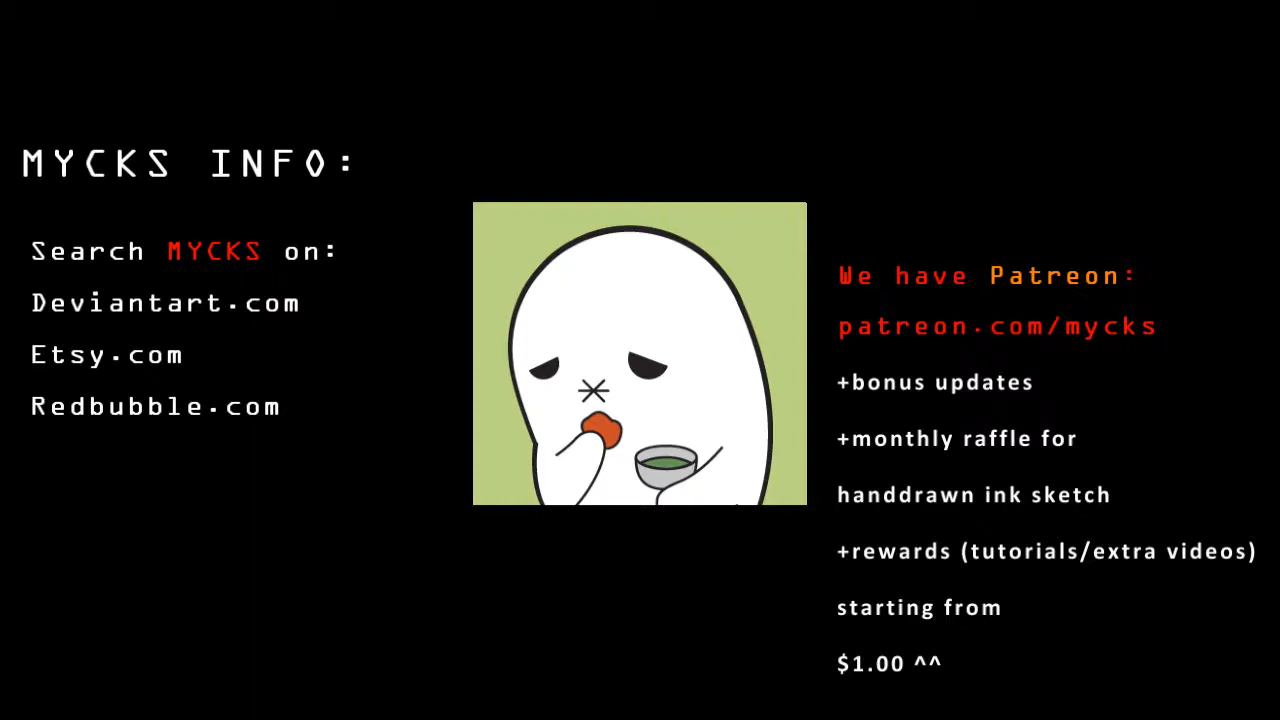 MYCKS INFO:
Search MYCKS on:
Deviantart.com
Etsy.com
Redbubble.com
We have Patreon:
patreon.com/mycks
+bonus updates
+monthly raffle for
handdrawn ink sketch
+rewards (tutorials/extra videos)
starting from
$1.00 ^^